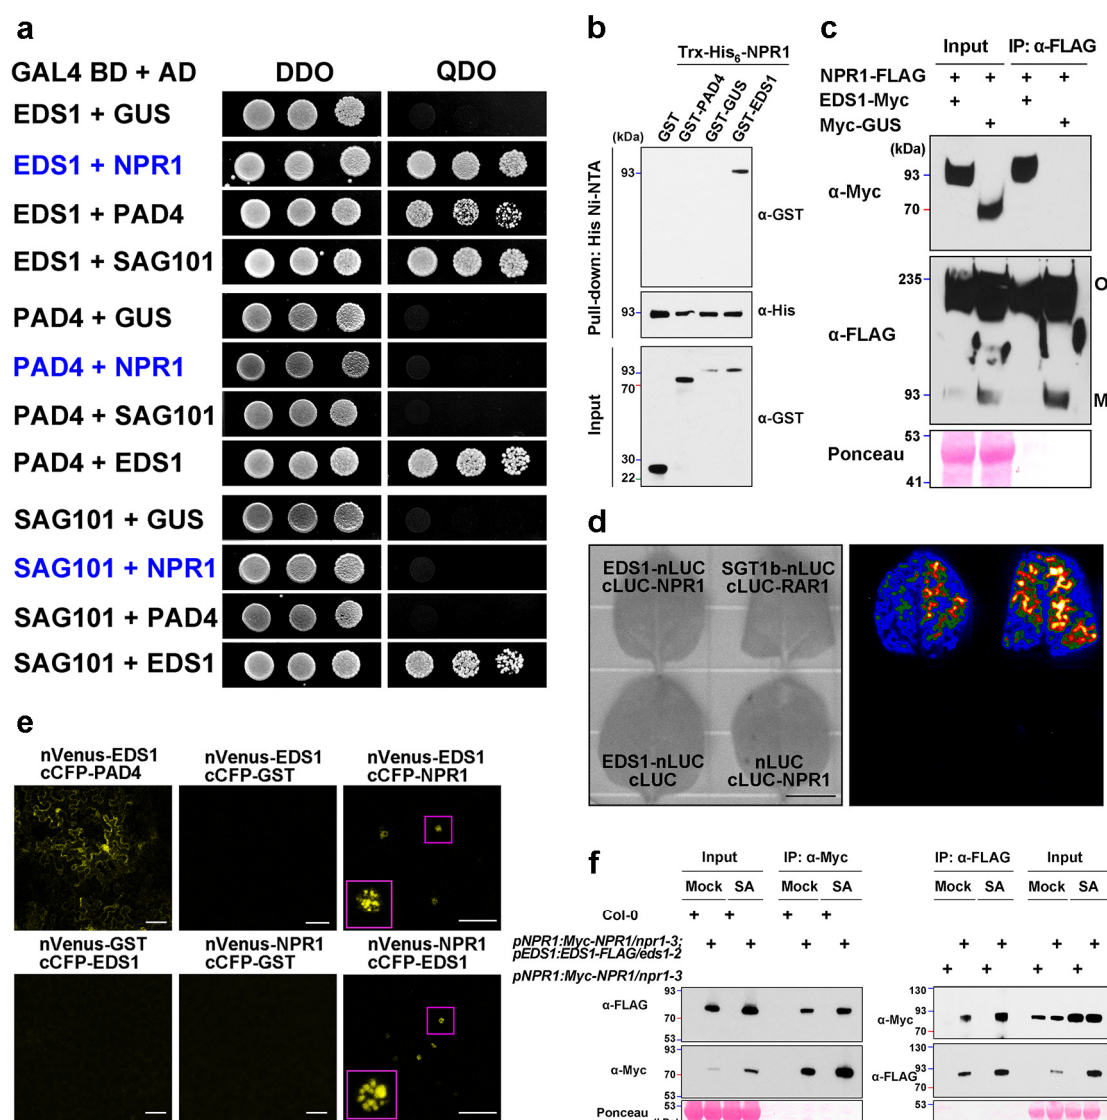 a
GAL4 BD + AD DDO QDO
EDS1 + GUS
EDS1 + NPR1
EDS1 + PAD4
EDS1 + SAG101
PAD4 + GUS
PAD4 + NPR1
PAD4 + SAG101
PAD4 + EDS1
SAG101 + GUS
SAG101 + NPR1
SAG101 + PAD4
SAG101 + EDS1
b
Trx-His6-NPR1
GST
GST-PAD4
GST-GUS
GST-EDS1
(kDa)
Pull-down: His Ni-NTA
93
α-GST
93
α-His
Input
93
70
α-GST
30
22
c
Input IP: α-FLAG
NPR1-FLAG + + + +
EDS1-Myc + +
Myc-GUS + +
(kDa)
α-Myc 93
70
235 O
α-FLAG
93 M
53
Ponceau
41
d
EDS1-nLUC SGT1b-nLUC
cLUC-NPR1 cLUC-RAR1
EDS1-nLUC nLUC
cLUC cLUC-NPR1
e
nVenus-EDS1 nVenus-EDS1 nVenus-EDS1
cCFP-PAD4 cCFP-GST cCFP-NPR1
nVenus-GST nVenus-NPR1 nVenus-NPR1
cCFP-EDS1 cCFP-GST cCFP-EDS1
f
Input IP: α-Myc IP: α-FLAG Input
Mock SA Mock SA Mock SA Mock SA
Col-0 + + + +
pNPR1:Myc-NPR1/npr1-3; + + + + + + + +
pEDS1:EDS1-FLAG/eds1-2
pNPR1:Myc-NPR1/npr1-3 + + + +
93
α-FLAG
70
53
130
93
α-Myc
70
93
α-Myc 70
53
130
93
α-FLAG
70
53
Ponceau
53